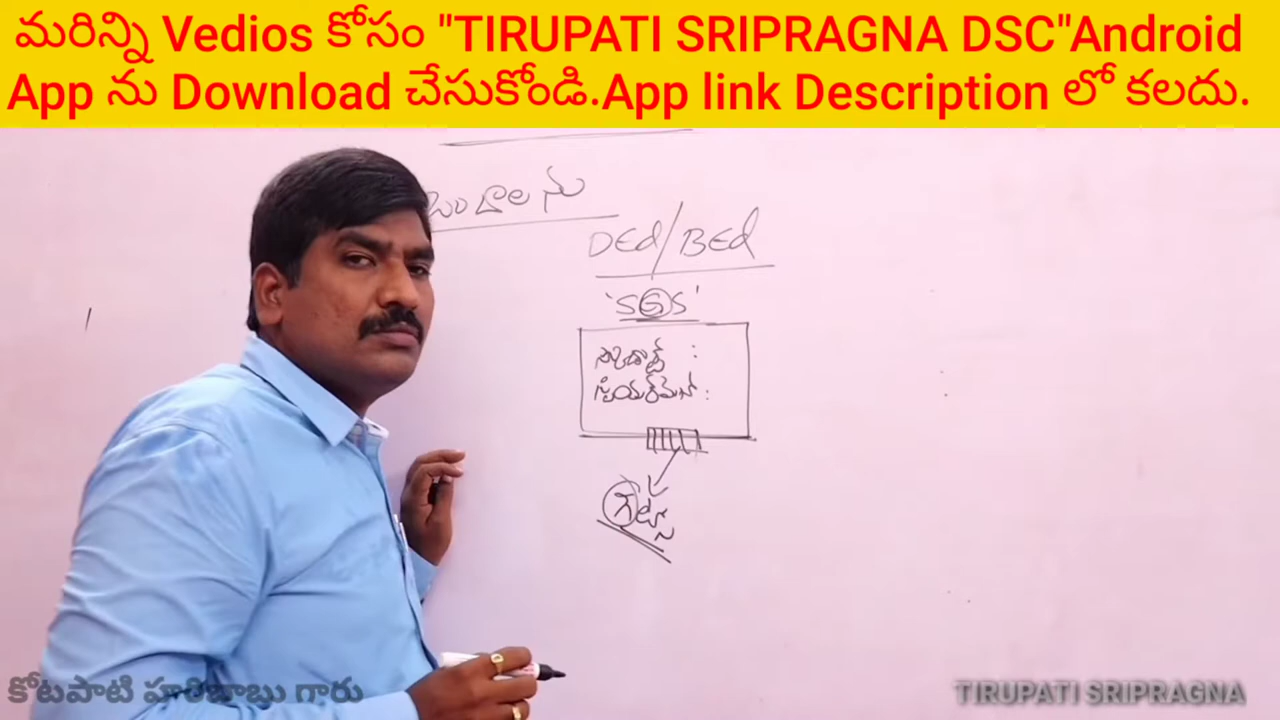 మరిన్ని Vedios కోసం "TIRUPATI SRIPRAGNA DSC"Android
App ను Download చేసుకోండి.App link Description లో కలదు.
DEd/BEd
'SGS'
స్పియర్‌మెన్ :
కోటపాటి హరిబాబు గారు
TIRUPATI SRIPRAGNA